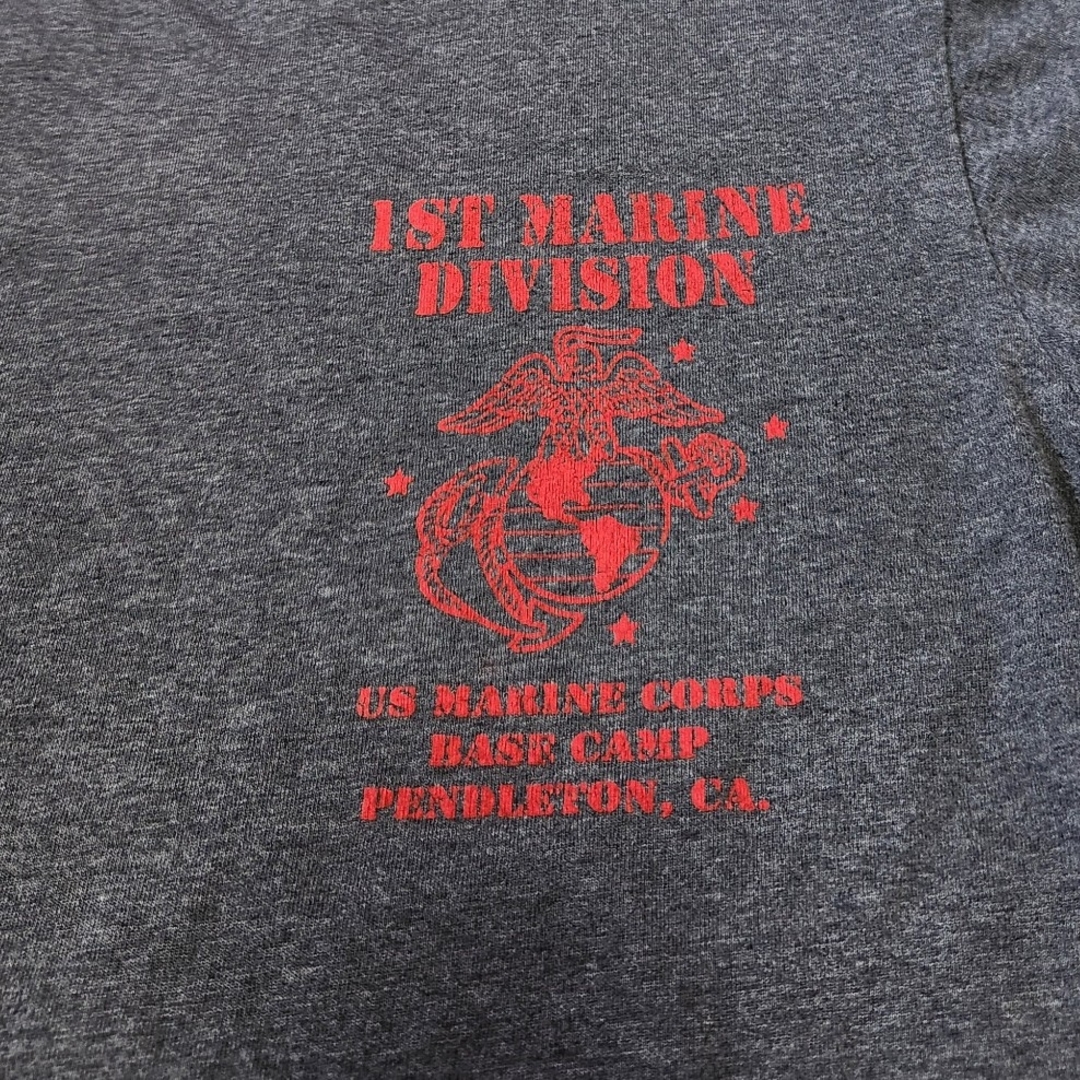 1ST MARINE
DIVISION
US MARINE CORPS
BASE CAMP
PENDLETON, CA.